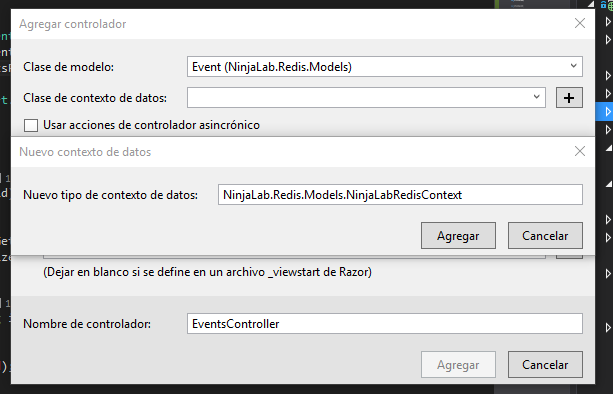 Agregar controlador
Clase de modelo:
Event (NinjaLab.Redis.Models)
Clase de contexto de datos:
Usar acciones de controlador asincrónico
Nuevo contexto de datos
Nuevo tipo de contexto de datos:
NinjaLab.Redis.Models.NinjaLabRedisContext
Agregar
Cancelar
(Dejar en blanco si se define en un archivo _viewstart de Razor)
Nombre de controlador:
EventsController
Agregar
Cancelar